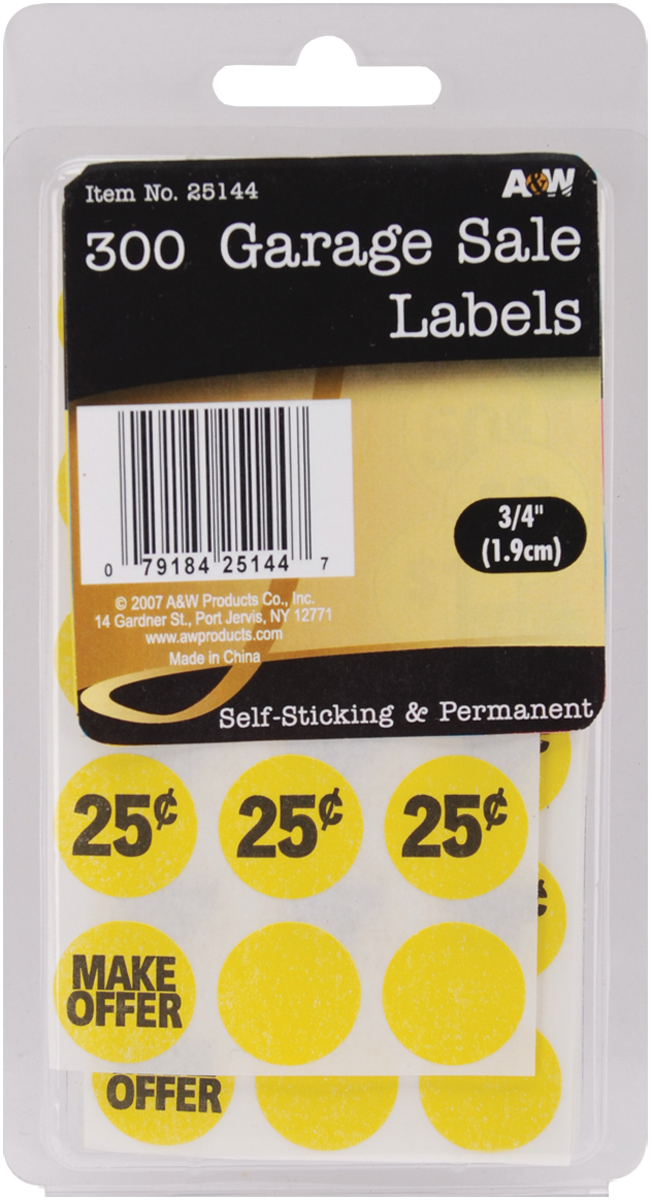 Item No. 25144
A&W
300 Garage Sale
Labels
3/4"
(1.9cm)
0 79184 25144 7
© 2007 A&W Products Co., Inc.
14 Gardner St., Port Jervis, NY 12771
www.awproducts.com
Made in China
Self-Sticking & Permanent
25¢ 25¢ 25¢
¢
MAKE
OFFER
OFFER